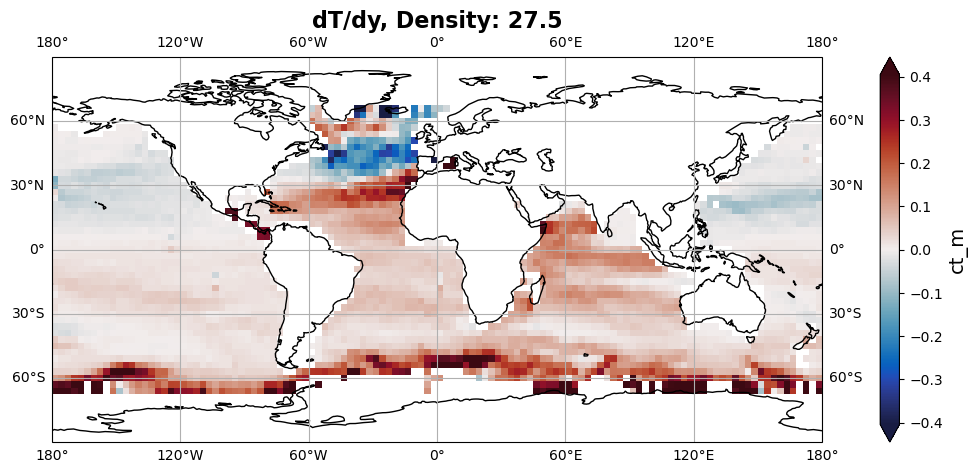 dT/dy, Density: 27.5
180° 120°W 60°W 0° 60°E 120°E 180°
60°N 60°N
30°N 30°N
0° 0°
30°S 30°S
60°S 60°S
180° 120°W 60°W 0° 60°E 120°E 180°
0.4
0.3
0.2
0.1
0.0
−0.1
−0.2
−0.3
−0.4
ct_m